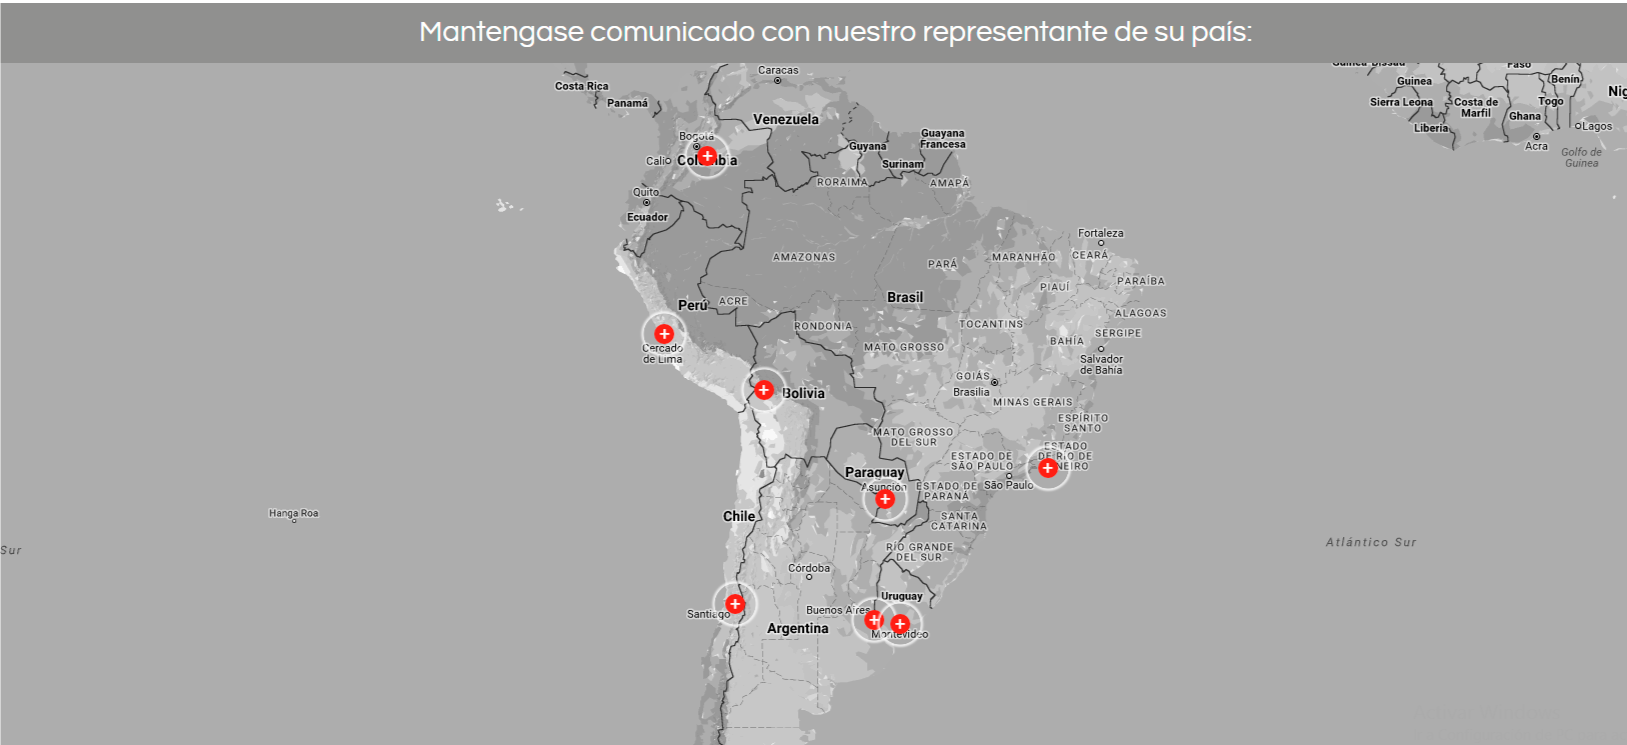 Mantengase comunicado con nuestro representante de su país:
Caracas
Costa Rica
Panamá
Venezuela
Bogotá
Cali
Colombia
Guyana
Guayana
Francesa
Surinam
RORAIMA
AMAPÁ
Quito
Ecuador
Guinea-Bissau
Guinea
Faso
Benín
Sierra Leona
Costa de
Marfil
Togo
Ghana
Liberia
Lagos
Acra
Golfo de
Guinea
Fortaleza
AMAZONAS
PARÁ
MARANHÃO
CEARÁ
PIAUÍ
PARAÍBA
Perú
ACRE
Brasil
ALAGOAS
RONDONIA
TOCANTINS
SERGIPE
Cercado
de Lima
MATO GROSSO
BAHÍA
Salvador
de Bahía
GOIÁS
Brasilia
Bolivia
MINAS GERAIS
ESPÍRITO
SANTO
MATO GROSSO
DEL SUR
ESTADO
DE RÍO DE
JANEIRO
ESTADO DE
SÃO PAULO
Paraguay
Asunción
ESTADO DE
PARANÁ
São Paulo
Hanga Roa
Chile
SANTA
CATARINA
Sur
Atlántico Sur
RÍO GRANDE
DEL SUR
Córdoba
Uruguay
Santiago
Buenos Aires
Argentina
Montevideo